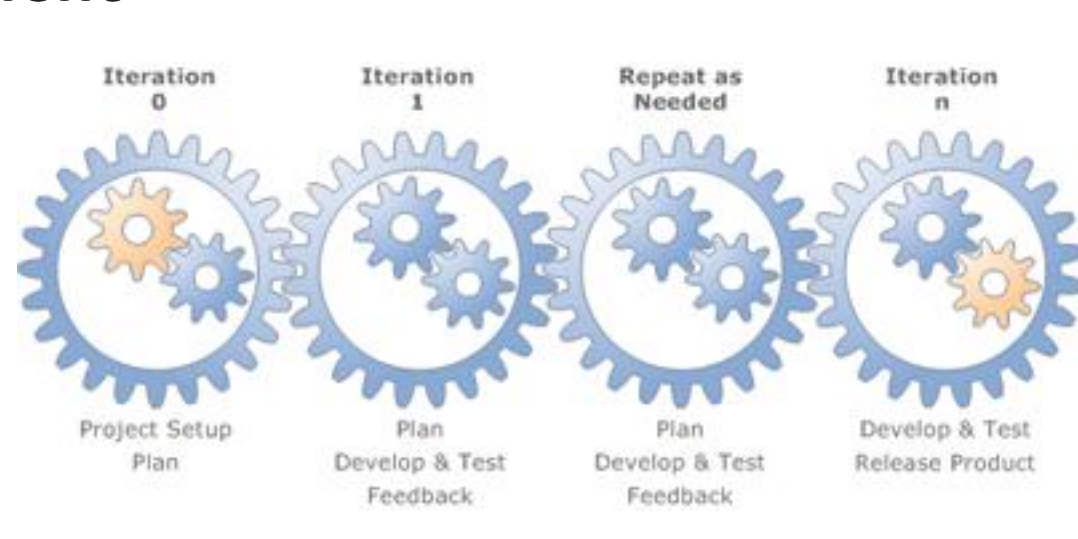 Iteration
0
Iteration
1
Repeat as
Needed
Iteration
n
Project Setup
Plan
Plan
Develop & Test
Feedback
Plan
Develop & Test
Feedback
Develop & Test
Release Product